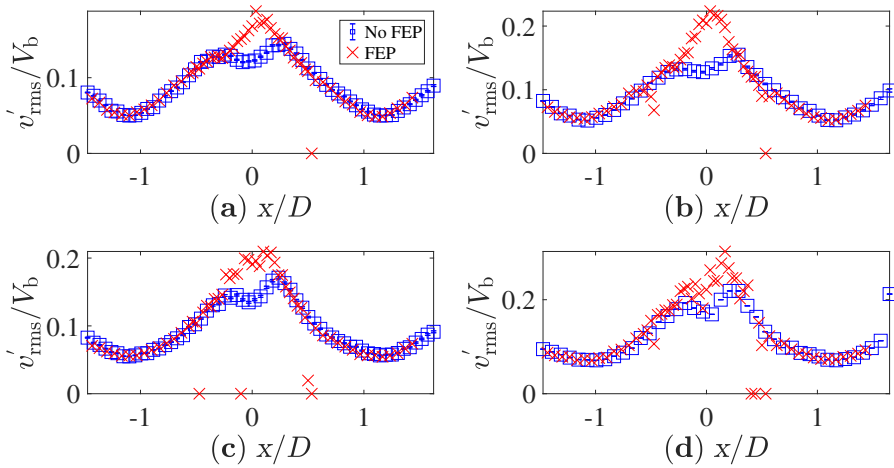 No FEP
FEP
v′rms/Vb
0.1
0
-1 0 1
(a) x/D
v′rms/Vb
0.2
0.1
0
-1 0 1
(b) x/D
v′rms/Vb
0.2
0.1
0
-1 0 1
(c) x/D
v′rms/Vb
0.2
0
-1 0 1
(d) x/D